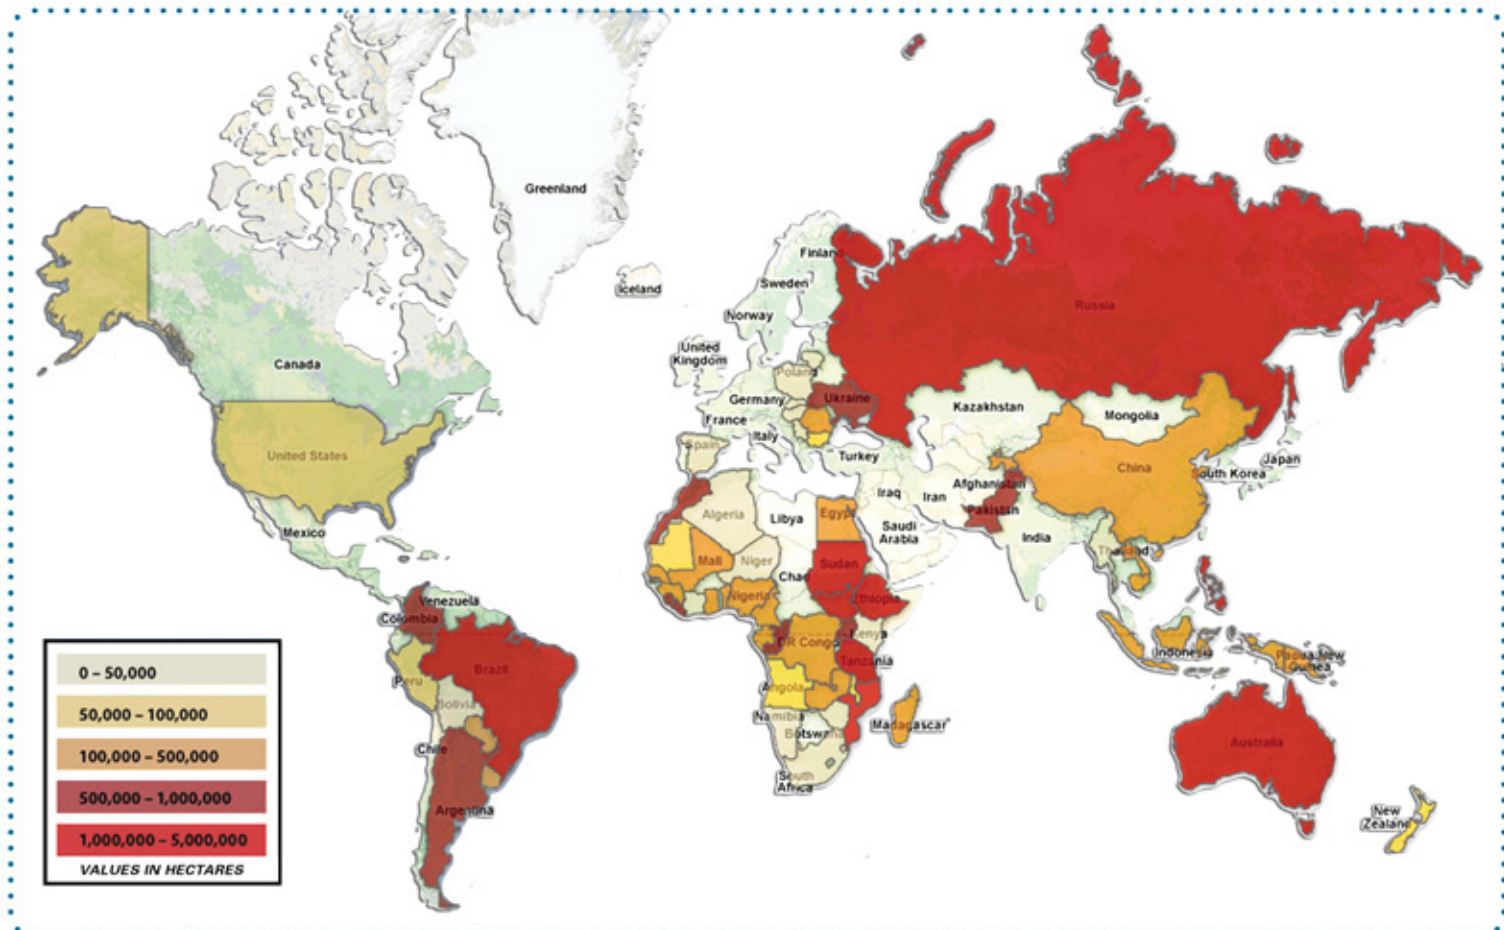 Greenland
Iceland
Finland
Sweden
Norway
Russia
United
Kingdom
Canada
Poland
Germany
Ukraine
France
Kazakhstan
Mongolia
Italy
Spain
Turkey
United States
China
Japan
South Korea
Afghanistan
Iraq
Iran
Pakistan
Algeria
Libya
Egypt
Saudi
Arabia
India
Mexico
Mali
Niger
Chad
Sudan
Thailand
Nigeria
Ethiopia
Venezuela
Colombia
Kenya
DR Congo
Tanzania
Indonesia
Papua New
Guinea
Brazil
Peru
Angola
Bolivia
Namibia
Botswana
Madagascar
Chile
South
Africa
Australia
Argentina
New
Zealand
0 – 50,000
50,000 – 100,000
100,000 – 500,000
500,000 – 1,000,000
1,000,000 – 5,000,000
VALUES IN HECTARES